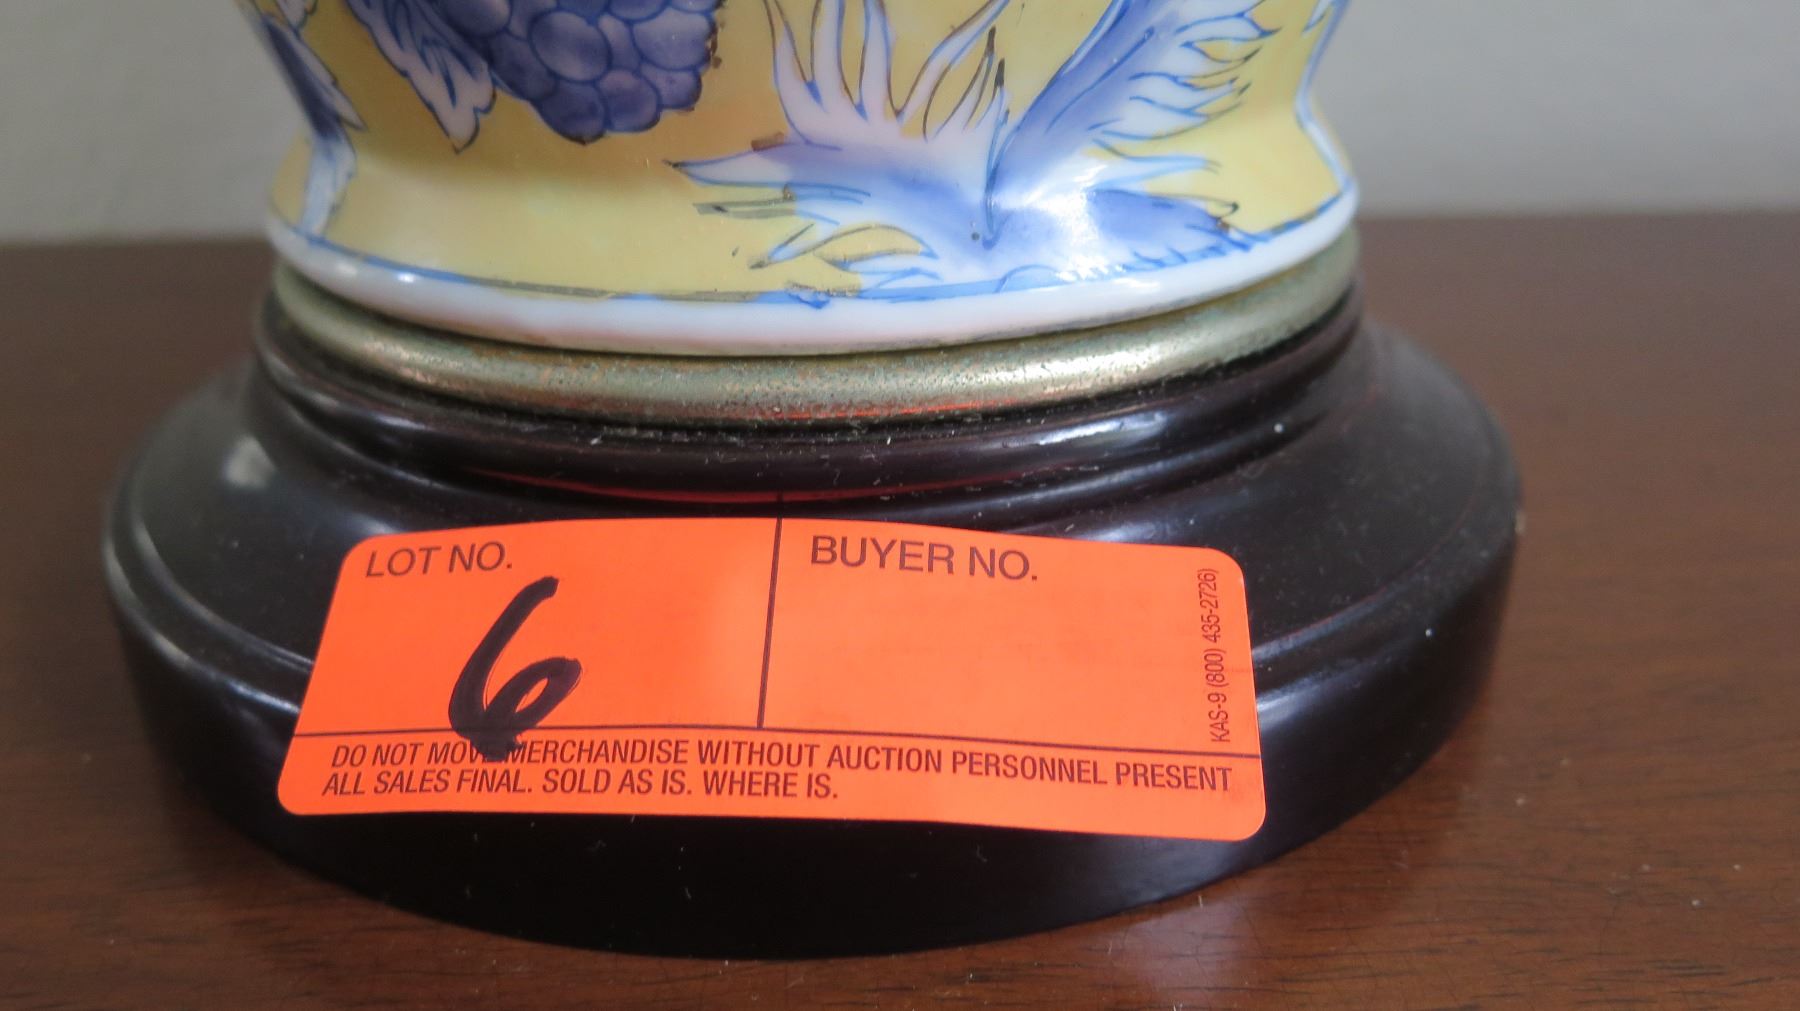 LOT NO.
BUYER NO.
6
KAS-9 (800) 435-2726)
DO NOT MOVE MERCHANDISE WITHOUT AUCTION PERSONNEL PRESENT
ALL SALES FINAL. SOLD AS IS. WHERE IS.